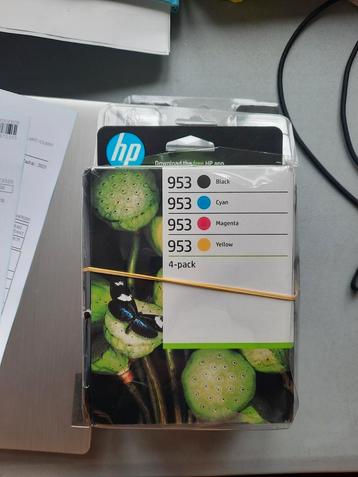 hp
Download the free HP app
953 Black
953 Cyan
953 Magenta
953 Yellow
4-pack